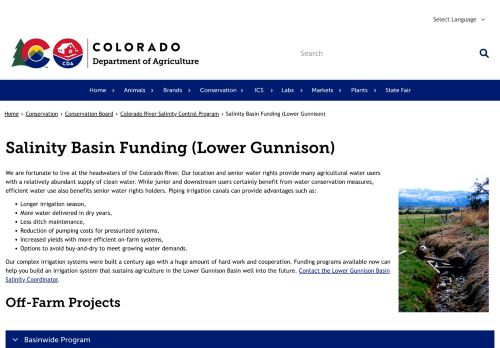 Select Language
COLORADO
Department of Agriculture
CO
CDA
Search
Home Animals Brands Conservation ICS Labs Markets Plants State Fair
Home > Conservation > Conservation Board > Colorado River Salinity Control Program > Salinity Basin Funding (Lower Gunnison)
Salinity Basin Funding (Lower Gunnison)
We are fortunate to live at the headwaters of the Colorado River. Our location and senior water rights provide many agricultural water users
with a relatively abundant supply of clean water. While junior and downstream users certainly benefit from water conservation measures,
efficient water use also benefits senior water rights holders. Piping irrigation canals can provide advantages such as:
• Longer irrigation season,
• More water delivered in dry years,
• Less ditch maintenance,
• Reduction of pumping costs for pressurized systems,
• Increased yields with more efficient on-farm systems,
• Options to avoid buy-and-dry to meet growing water demands.
Our complex irrigation systems were built a century ago with a huge amount of hard work and cooperation. Funding programs available now can
help you build an irrigation system that sustains agriculture in the Lower Gunnison Basin well into the future. Contact the Lower Gunnison Basin
Salinity Coordinator.
Off-Farm Projects
Basinwide Program